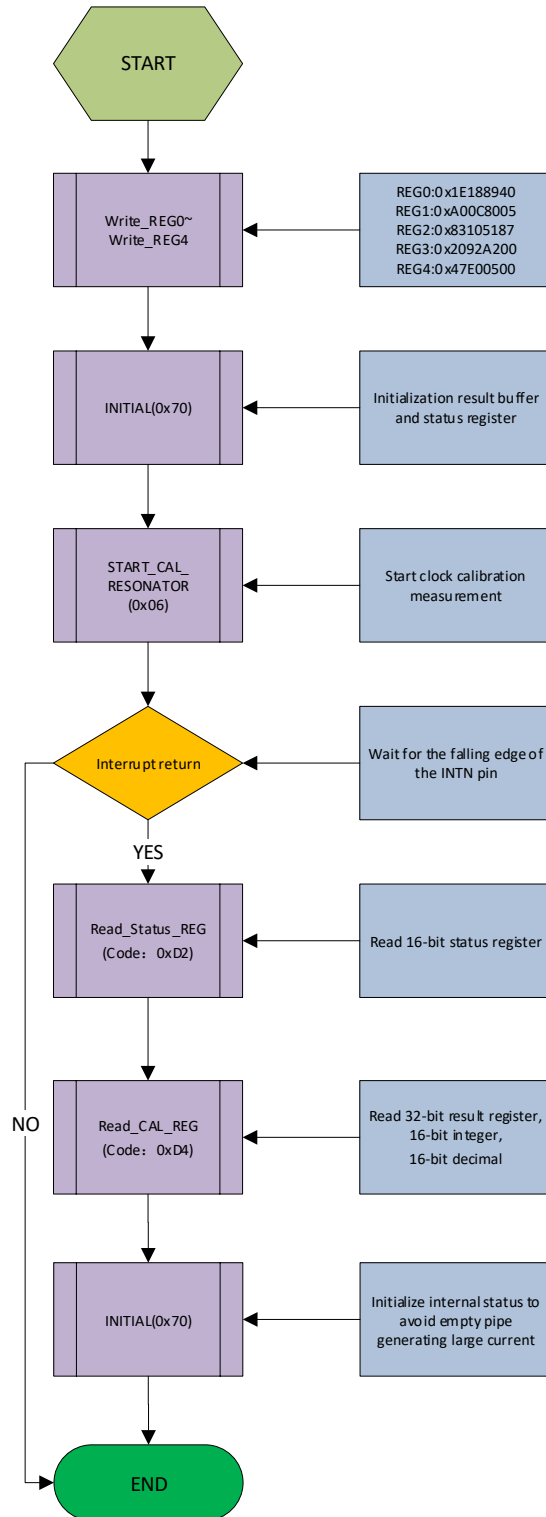 START
Write_REG0~
Write_REG4
REG0:0x1E188940
REG1:0xA00C8005
REG2:0x83105187
REG3:0x2092A200
REG4:0x47E00500
INITIAL(0x70)
Initialization result buffer
and status register
START_CAL_
RESONATOR
(0x06)
Start clock calibration
measurement
Interrupt return
Wait for the falling edge of
the INTN pin
YES
Read_Status_REG
(Code：0xD2)
Read 16-bit status register
NO
Read_CAL_REG
(Code：0xD4)
Read 32-bit result register,
16-bit integer,
16-bit decimal
INITIAL(0x70)
Initialize internal status to
avoid empty pipe
generating large current
END